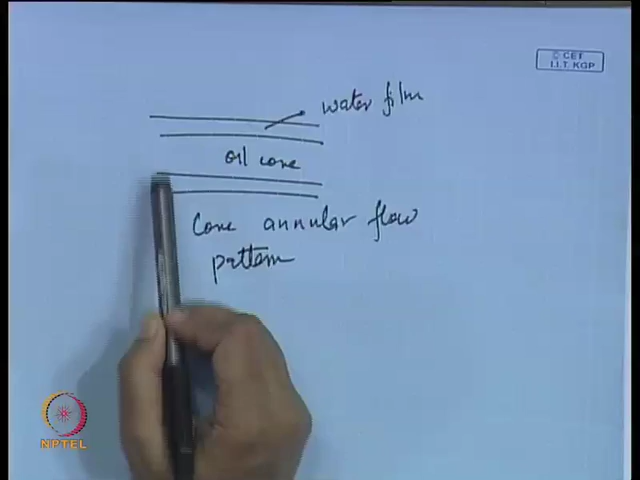 © CET
I.I.T. KGP
water film
oil core
Core annular flow
pattern
NPTEL